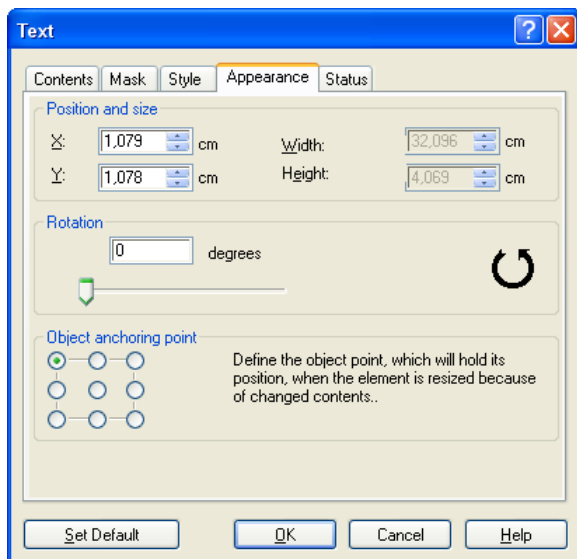 Text
Contents Mask Style Appearance Status
Position and size
X: 1,079 cm Width: 32,096 cm
Y: 1,078 cm Height: 4,069 cm
Rotation
0 degrees
Object anchoring point
Define the object point, which will hold its
position, when the element is resized because
of changed contents..
Set Default OK Cancel Help